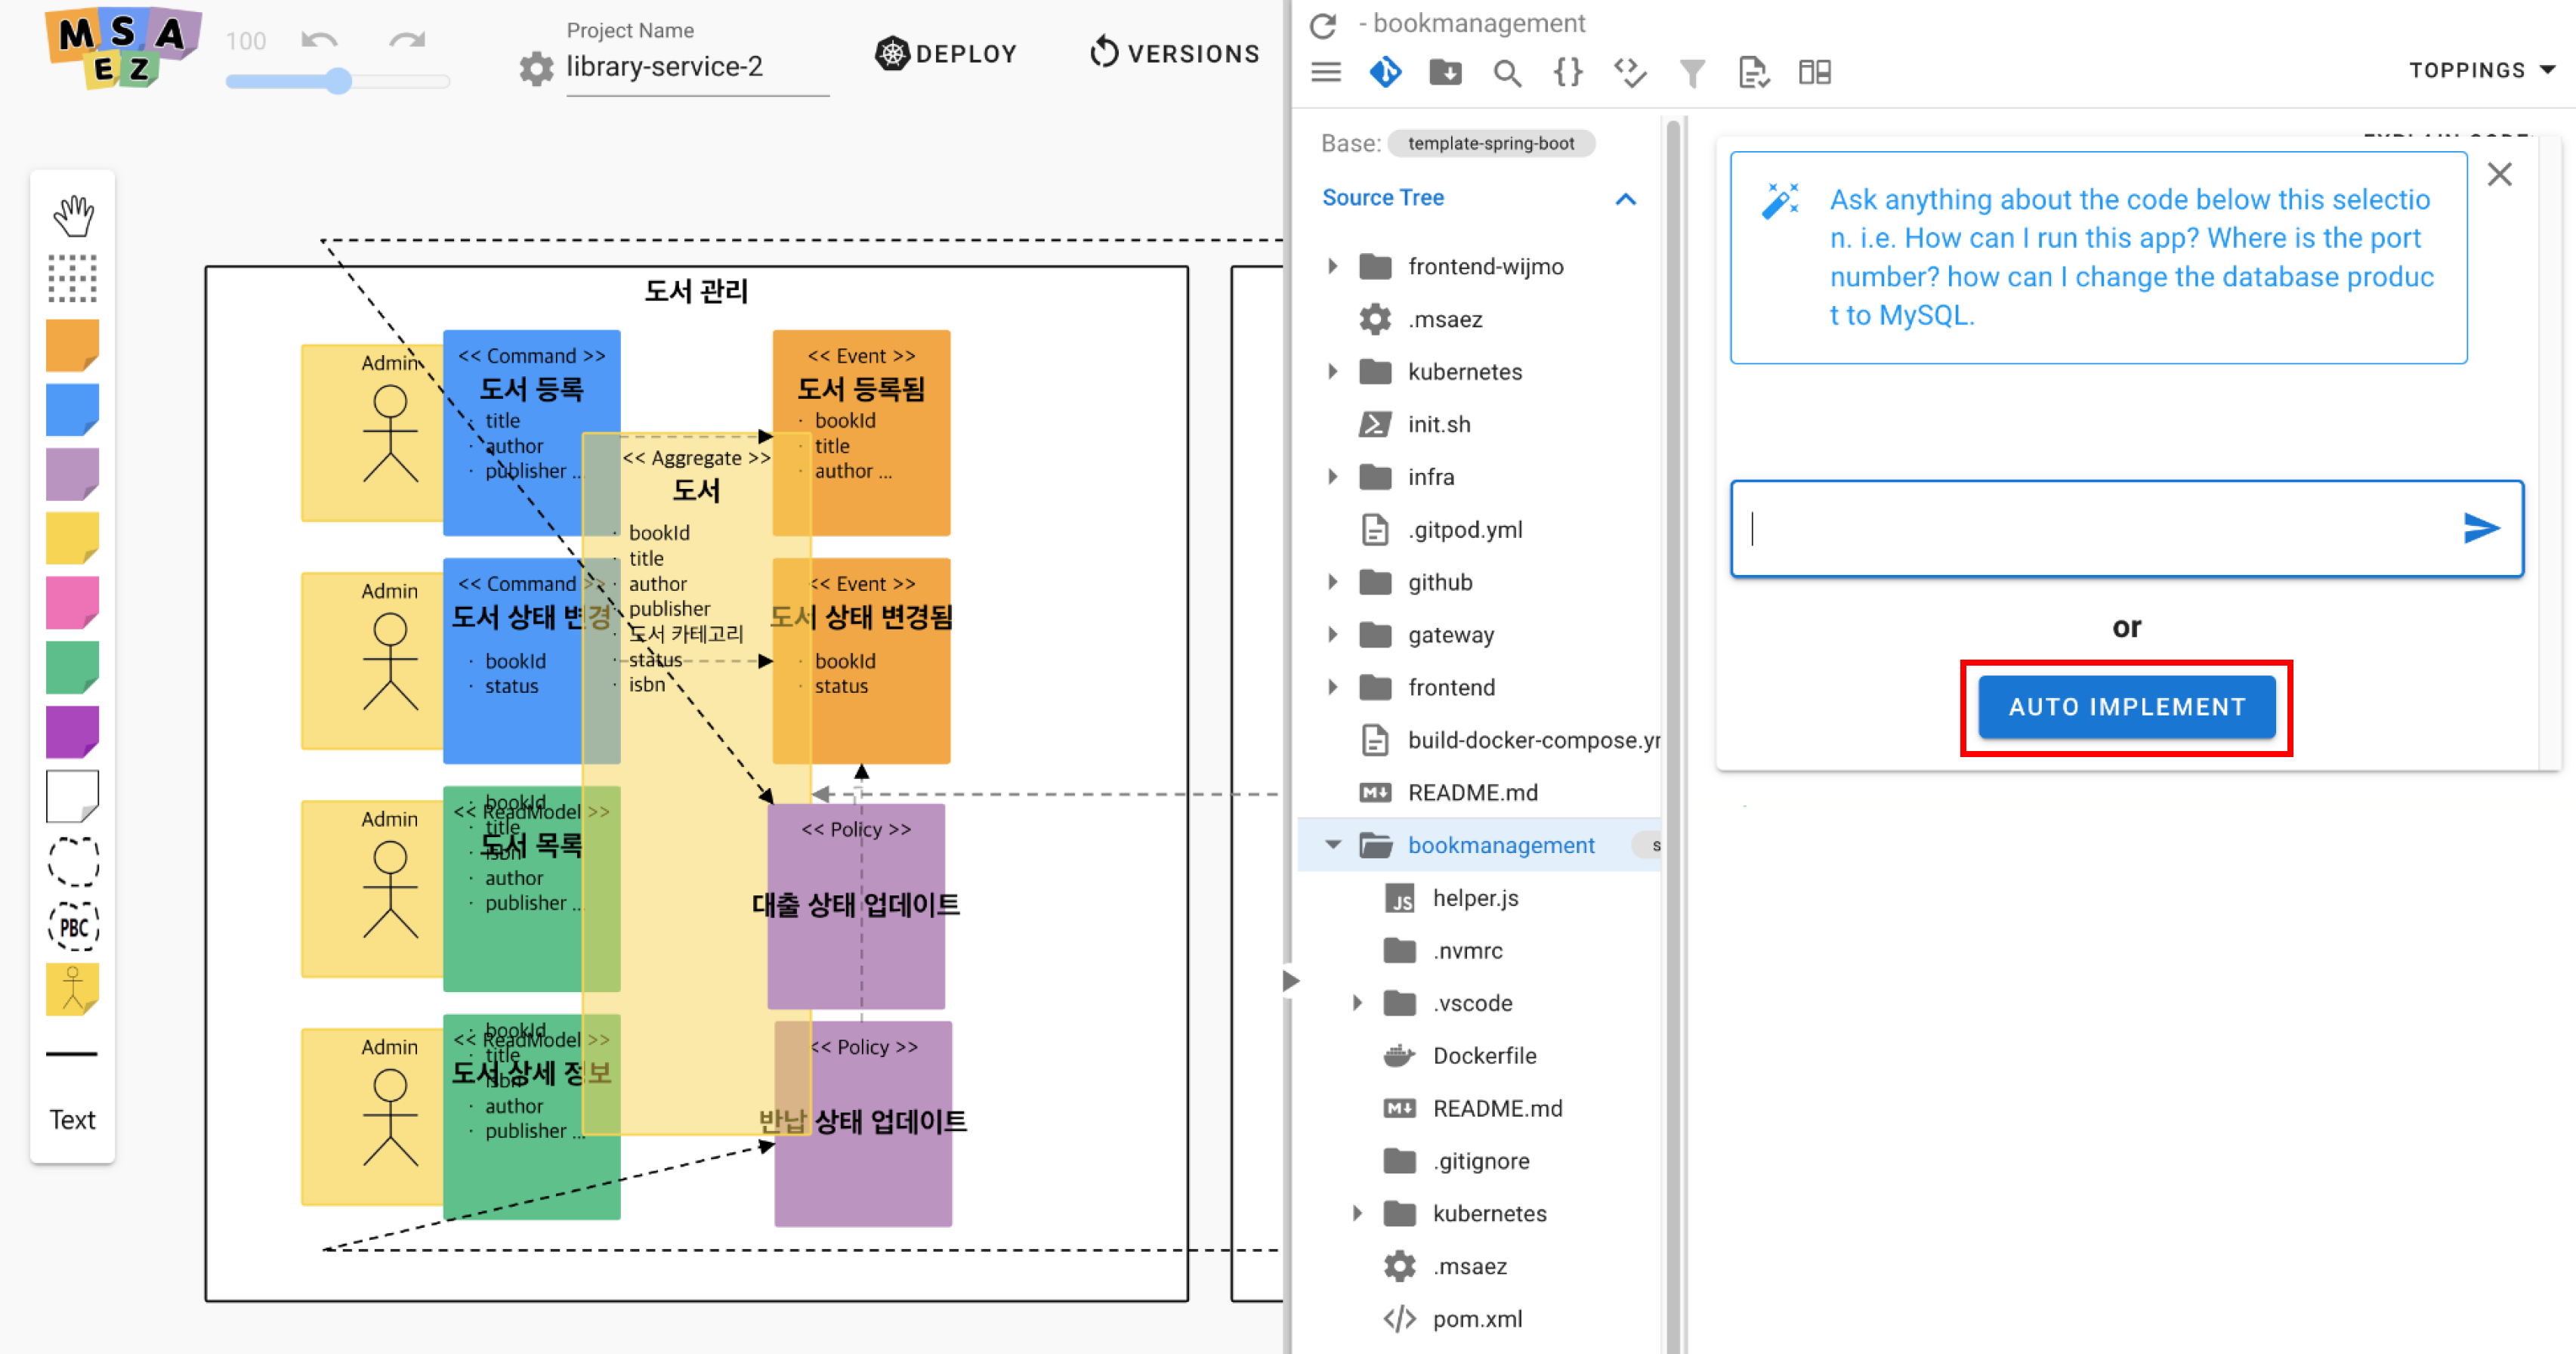 MSA
EZ
100
Project Name
library-service-2
DEPLOY
VERSIONS
Text
PBC
도서 관리
Admin
<< Command >>
도서 등록
· title
· author
· publisher ...
<< Event >>
도서 등록됨
· bookId
· title
· author ...
<< Aggregate >>
도서
· bookId
· title
· author
· publisher
· 도서 카테고리
· status
· isbn
Admin
<< Command >>
도서 상태 변경
· bookId
· status
<< Event >>
도서 상태 변경됨
· bookId
· status
Admin
<< ReadModel >>
도서 목록
· bookId
· title
· isbn
· author
· publisher ...
<< Policy >>
대출 상태 업데이트
Admin
<< ReadModel >>
도서 상세 정보
· bookId
· title
· isbn
· author
· publisher ...
<< Policy >>
반납 상태 업데이트
- bookmanagement
TOPPINGS
Base: template-spring-boot
Source Tree
frontend-wijmo
.msaez
kubernetes
init.sh
infra
.gitpod.yml
github
gateway
frontend
build-docker-compose.yr
README.md
bookmanagement
s
helper.js
JS
.nvmrc
.vscode
Dockerfile
README.md
.gitignore
kubernetes
.msaez
pom.xml
Ask anything about the code below this selectio
n. i.e. How can I run this app? Where is the port
number? how can I change the database produc
t to MySQL.
or
AUTO IMPLEMENT